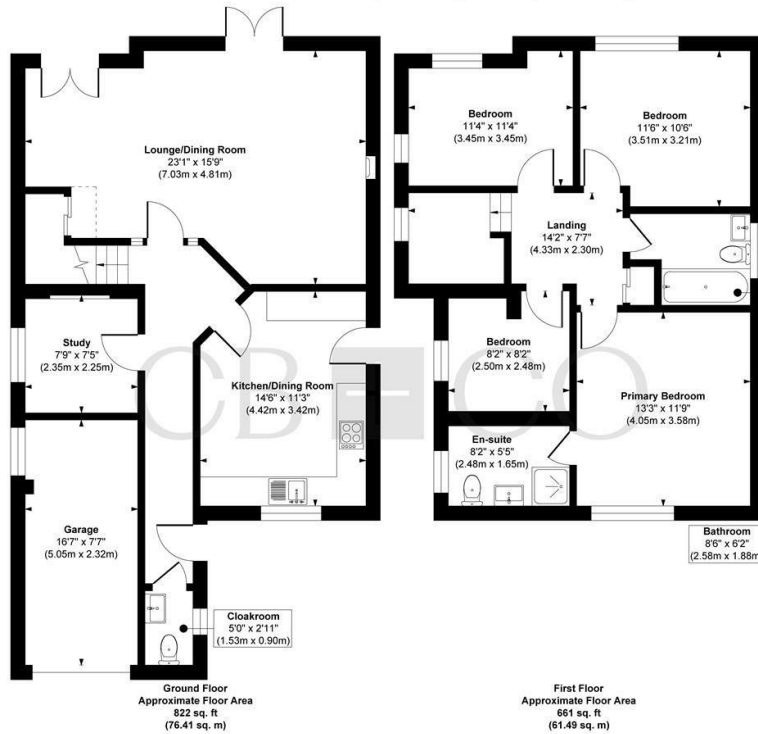 Lounge/Dining Room
23'1" x 15'9"
(7.03m x 4.81m)
Study
7'9" x 7'5"
(2.35m x 2.25m)
Kitchen/Dining Room
14'6" x 11'3"
(4.42m x 3.42m)
Garage
16'7" x 7'7"
(5.05m x 2.32m)
Cloakroom
5'0" x 2'11"
(1.53m x 0.90m)
Ground Floor
Approximate Floor Area
822 sq. ft
(76.41 sq. m)
Bedroom
11'4" x 11'4"
(3.45m x 3.45m)
Bedroom
11'6" x 10'6"
(3.51m x 3.21m)
Landing
14'2" x 7'7"
(4.33m x 2.30m)
Bedroom
8'2" x 8'2"
(2.50m x 2.48m)
Primary Bedroom
13'3" x 11'9"
(4.05m x 3.58m)
En-suite
8'2" x 5'5"
(2.48m x 1.65m)
Bathroom
8'6" x 6'2"
(2.58m x 1.88m
First Floor
Approximate Floor Area
661 sq. ft
(61.49 sq. m)
CB CO